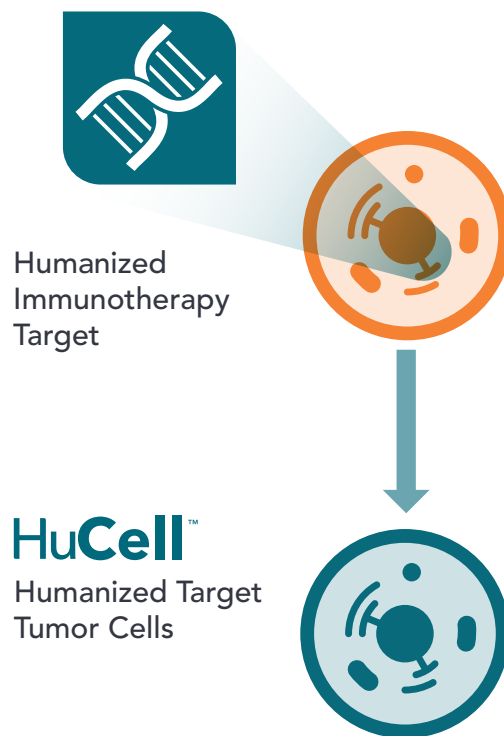 Humanized
Immunotherapy
Target
HuCell™
Humanized Target
Tumor Cells